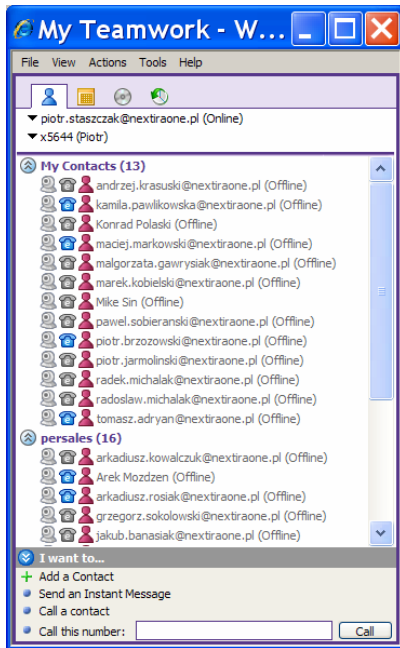 My Teamwork - W...
File View Actions Tools Help
piotr.staszczak@nextiraone.pl (Online)
x5644 (Piotr)
My Contacts (13)
andrzej.krasuski@nextiraone.pl (Offline)
kamila.pawlikowska@nextiraone.pl (Offline)
Konrad Polaski (Offline)
maciej.markowski@nextiraone.pl (Offline)
malgorzata.gawrysiak@nextiraone.pl (Offline)
marek.kobielski@nextiraone.pl (Offline)
Mike Sin (Offline)
pawel.sobieranski@nextiraone.pl (Offline)
piotr.brzozowski@nextiraone.pl (Offline)
piotr.jarmolinski@nextiraone.pl (Offline)
radek.michalak@nextiraone.pl (Offline)
radoslaw.michalak@nextiraone.pl (Offline)
tomasz.adryan@nextiraone.pl (Offline)
persales (16)
arkadiusz.kowalczuk@nextiraone.pl (Offline)
Arek Mozdzen (Offline)
arkadiusz.rosiak@nextiraone.pl (Offline)
grzegorz.sokolowski@nextiraone.pl (Offline)
jakub.banasiak@nextiraone.pl (Offline)
I want to...
Add a Contact
Send an Instant Message
Call a contact
Call this number: Call